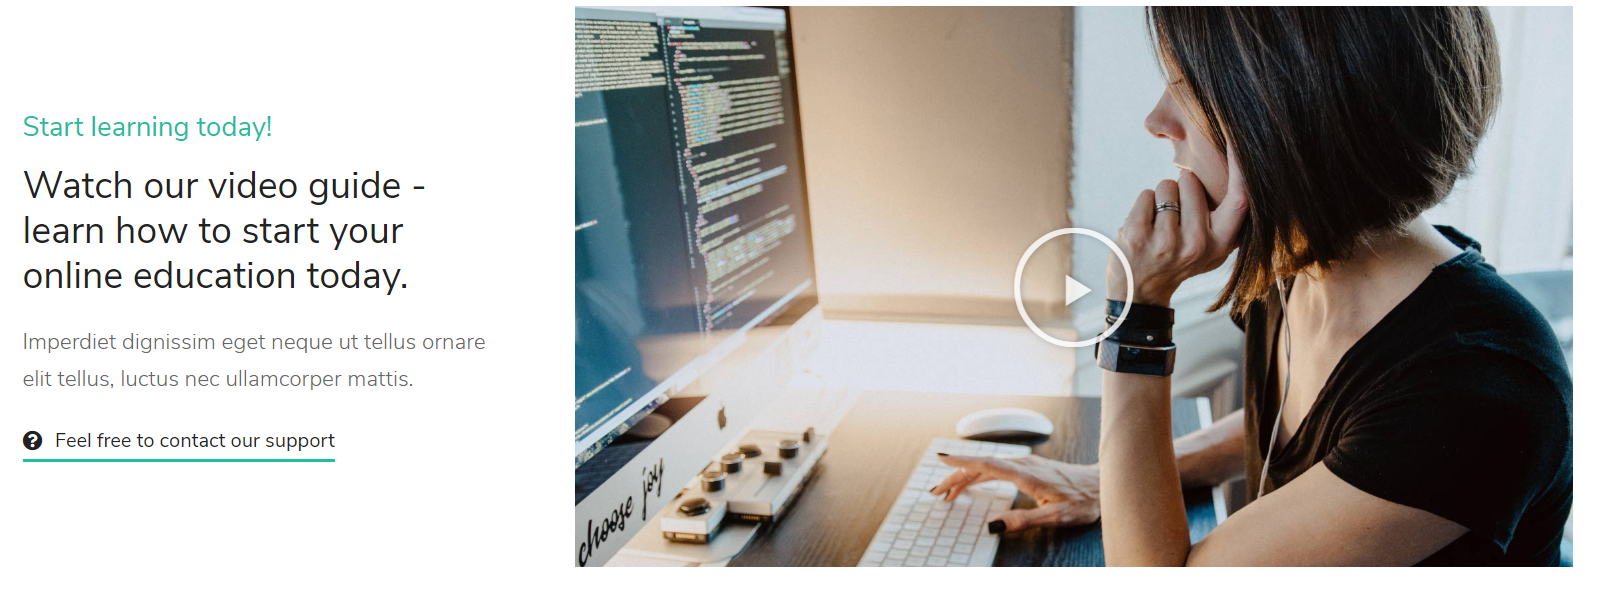 Start learning today!
Watch our video guide -
learn how to start your
online education today.
Imperdiet dignissim eget neque ut tellus ornare
elit tellus, luctus nec ullamcorper mattis.
Feel free to contact our support
choose joy